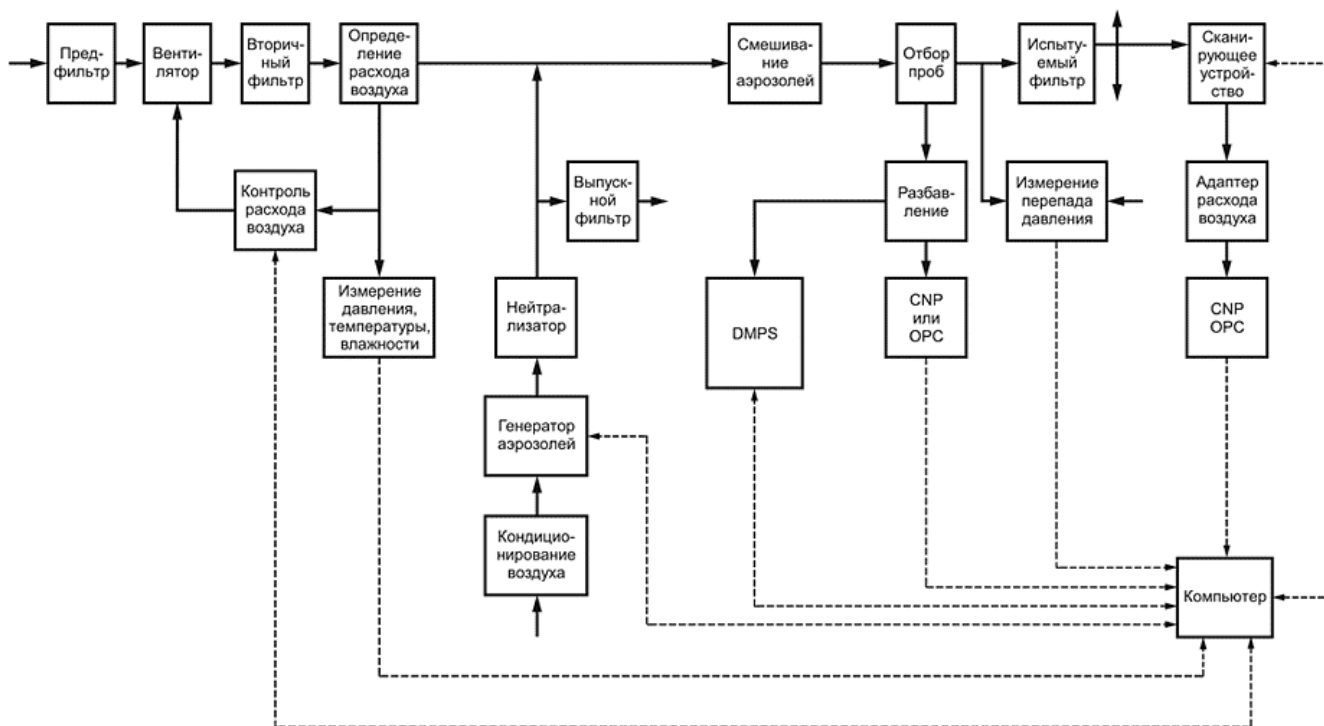 Пред-
фильтр
Венти-
лятор
Вторич-
ный
фильтр
Опреде-
ление
расхода
воздуха
Смешива-
ние
аэрозолей
Отбор
проб
Испыту-
емый
фильтр
Скани-
рующее
устрой-
ство
Контроль
расхода
воздуха
Выпуск-
ной
фильтр
Разбав-
ление
Измерение
перепада
давления
Адаптер
расхода
воздуха
Измерение
давления,
температуры,
влажности
Нейтра-
лизатор
DMPS
CNP
или
OPC
CNP
OPC
Генератор
аэрозолей
Кондицио-
нирование
воздуха
Компьютер